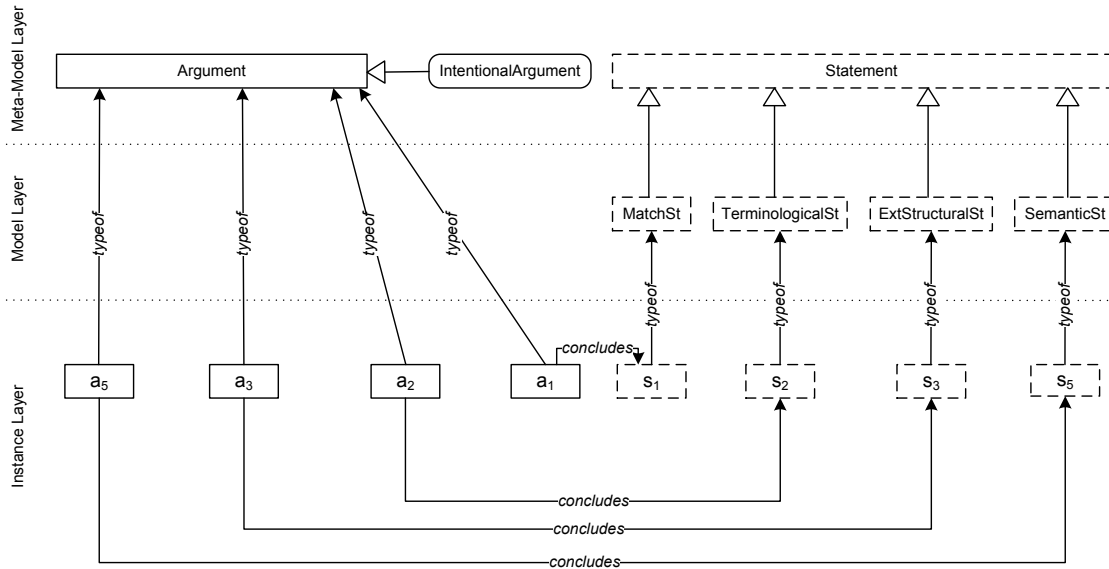 Meta-Model Layer
Argument
IntentionalArgument
Statement
Model Layer
MatchSt
TerminologicalSt
ExtStructuralSt
SemanticSt
typeof
typeof
typeof
typeof
typeof
typeof
typeof
typeof
Instance Layer
concludes
a5
a3
a2
a1
s1
s2
s3
s5
concludes
concludes
concludes